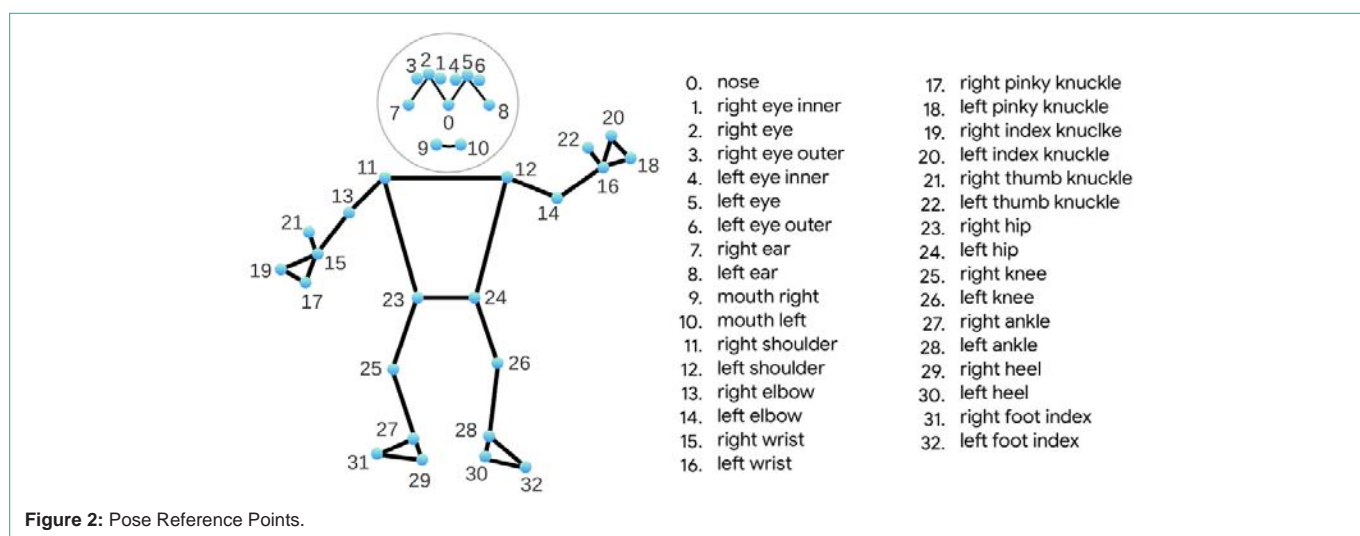 3 2 1 4 5 6
7 0 8
9 10
20
22
18
11 12 16
13 14
21
15
19
17
23 24
25 26
27 28
31 29 30 32
0. nose
1. right eye inner
2. right eye
3. right eye outer
4. left eye inner
5. left eye
6. left eye outer
7. right ear
8. left ear
9. mouth right
10. mouth left
11. right shoulder
12. left shoulder
13. right elbow
14. left elbow
15. right wrist
16. left wrist
17. right pinky knuckle
18. left pinky knuckle
19. right index knuclke
20. left index knuckle
21. right thumb knuckle
22. left thumb knuckle
23. right hip
24. left hip
25. right knee
26. left knee
27. right ankle
28. left ankle
29. right heel
30. left heel
31. right foot index
32. left foot index
Figure 2: Pose Reference Points.